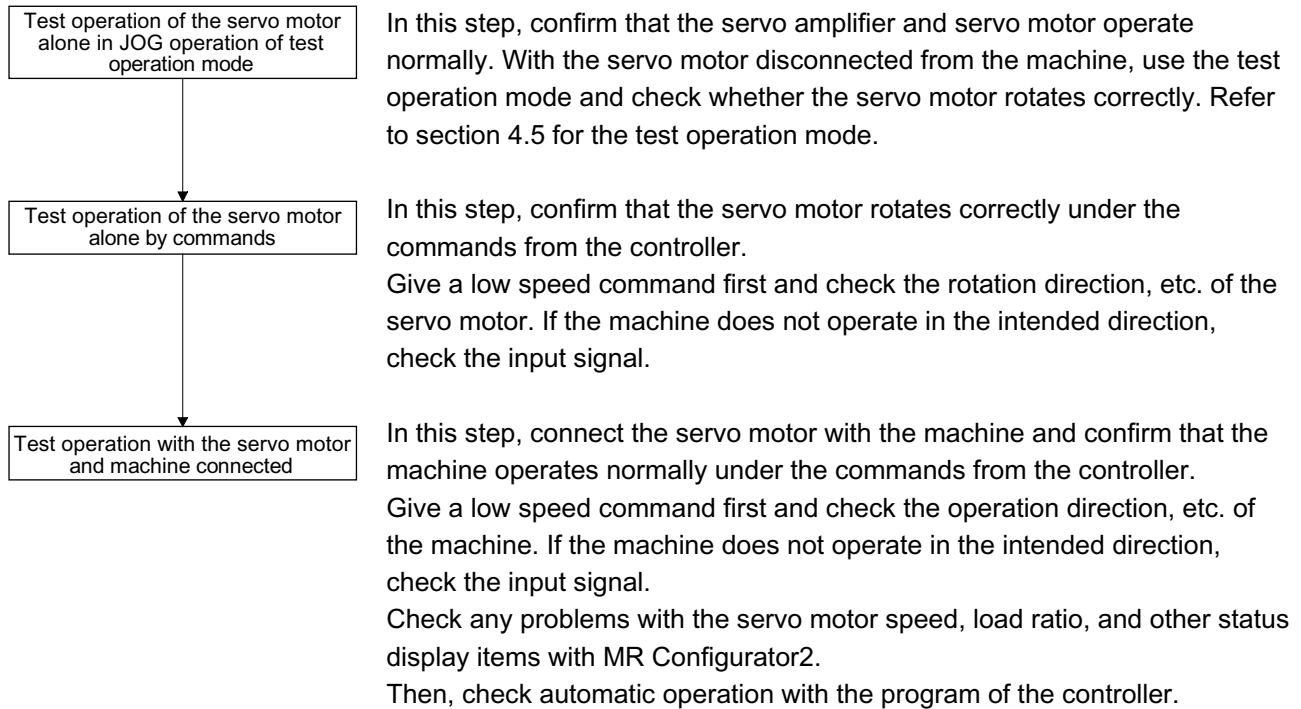 Test operation of the servo motor
alone in JOG operation of test
operation mode
In this step, confirm that the servo amplifier and servo motor operate
normally. With the servo motor disconnected from the machine, use the test
operation mode and check whether the servo motor rotates correctly. Refer
to section 4.5 for the test operation mode.
Test operation of the servo motor
alone by commands
In this step, confirm that the servo motor rotates correctly under the
commands from the controller.
Give a low speed command first and check the rotation direction, etc. of the
servo motor. If the machine does not operate in the intended direction,
check the input signal.
Test operation with the servo motor
and machine connected
In this step, connect the servo motor with the machine and confirm that the
machine operates normally under the commands from the controller.
Give a low speed command first and check the operation direction, etc. of
the machine. If the machine does not operate in the intended direction,
check the input signal.
Check any problems with the servo motor speed, load ratio, and other status
display items with MR Configurator2.
Then, check automatic operation with the program of the controller.